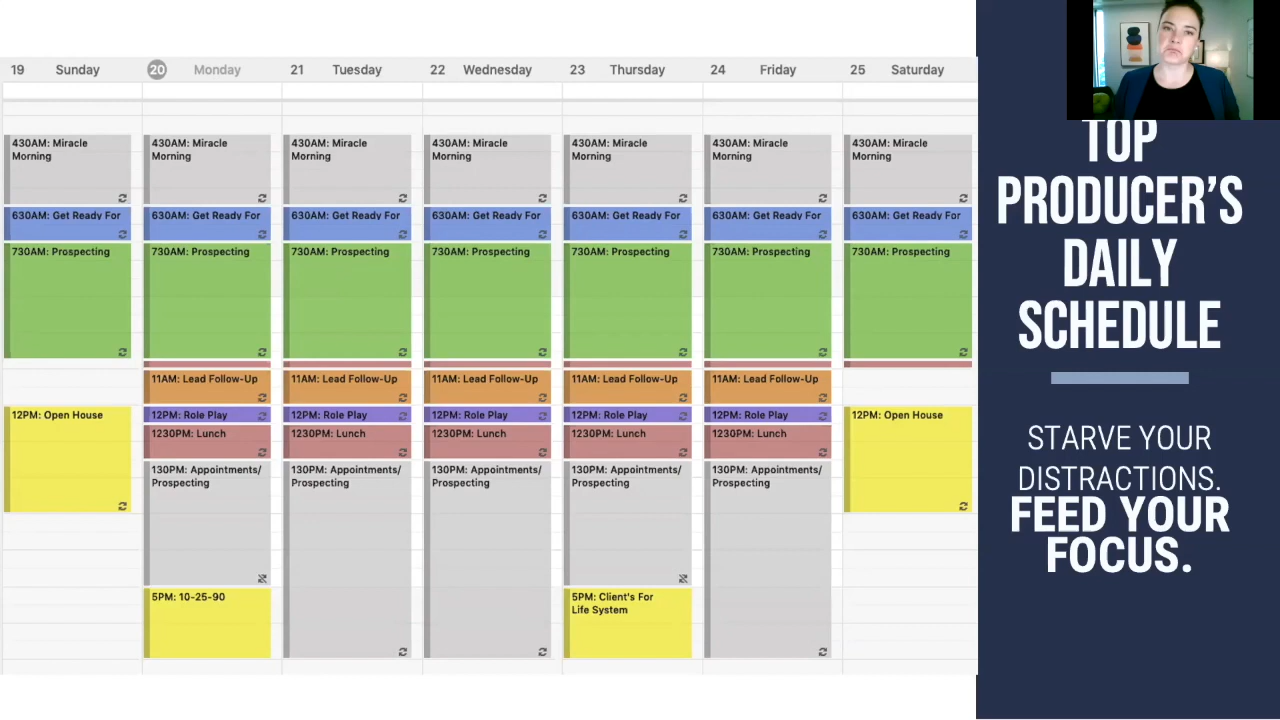 19 Sunday 20 Monday 21 Tuesday 22 Wednesday 23 Thursday 24 Friday 25 Saturday
430AM: Miracle
Morning
430AM: Miracle
Morning
430AM: Miracle
Morning
430AM: Miracle
Morning
430AM: Miracle
Morning
430AM: Miracle
Morning
430AM: Miracle
Morning
630AM: Get Ready For
630AM: Get Ready For
630AM: Get Ready For
630AM: Get Ready For
630AM: Get Ready For
630AM: Get Ready For
630AM: Get Ready For
730AM: Prospecting
730AM: Prospecting
730AM: Prospecting
730AM: Prospecting
730AM: Prospecting
730AM: Prospecting
730AM: Prospecting
11AM: Lead Follow-Up
11AM: Lead Follow-Up
11AM: Lead Follow-Up
11AM: Lead Follow-Up
11AM: Lead Follow-Up
12PM: Open House
12PM: Role Play
12PM: Role Play
12PM: Role Play
12PM: Role Play
12PM: Role Play
12PM: Open House
1230PM: Lunch
1230PM: Lunch
1230PM: Lunch
1230PM: Lunch
1230PM: Lunch
130PM: Appointments/
Prospecting
130PM: Appointments/
Prospecting
130PM: Appointments/
Prospecting
130PM: Appointments/
Prospecting
130PM: Appointments/
Prospecting
5PM: 10-25-90
5PM: Client's For
Life System
TOP
PRODUCER'S
DAILY
SCHEDULE
STARVE YOUR
DISTRACTIONS.
FEED YOUR
FOCUS.